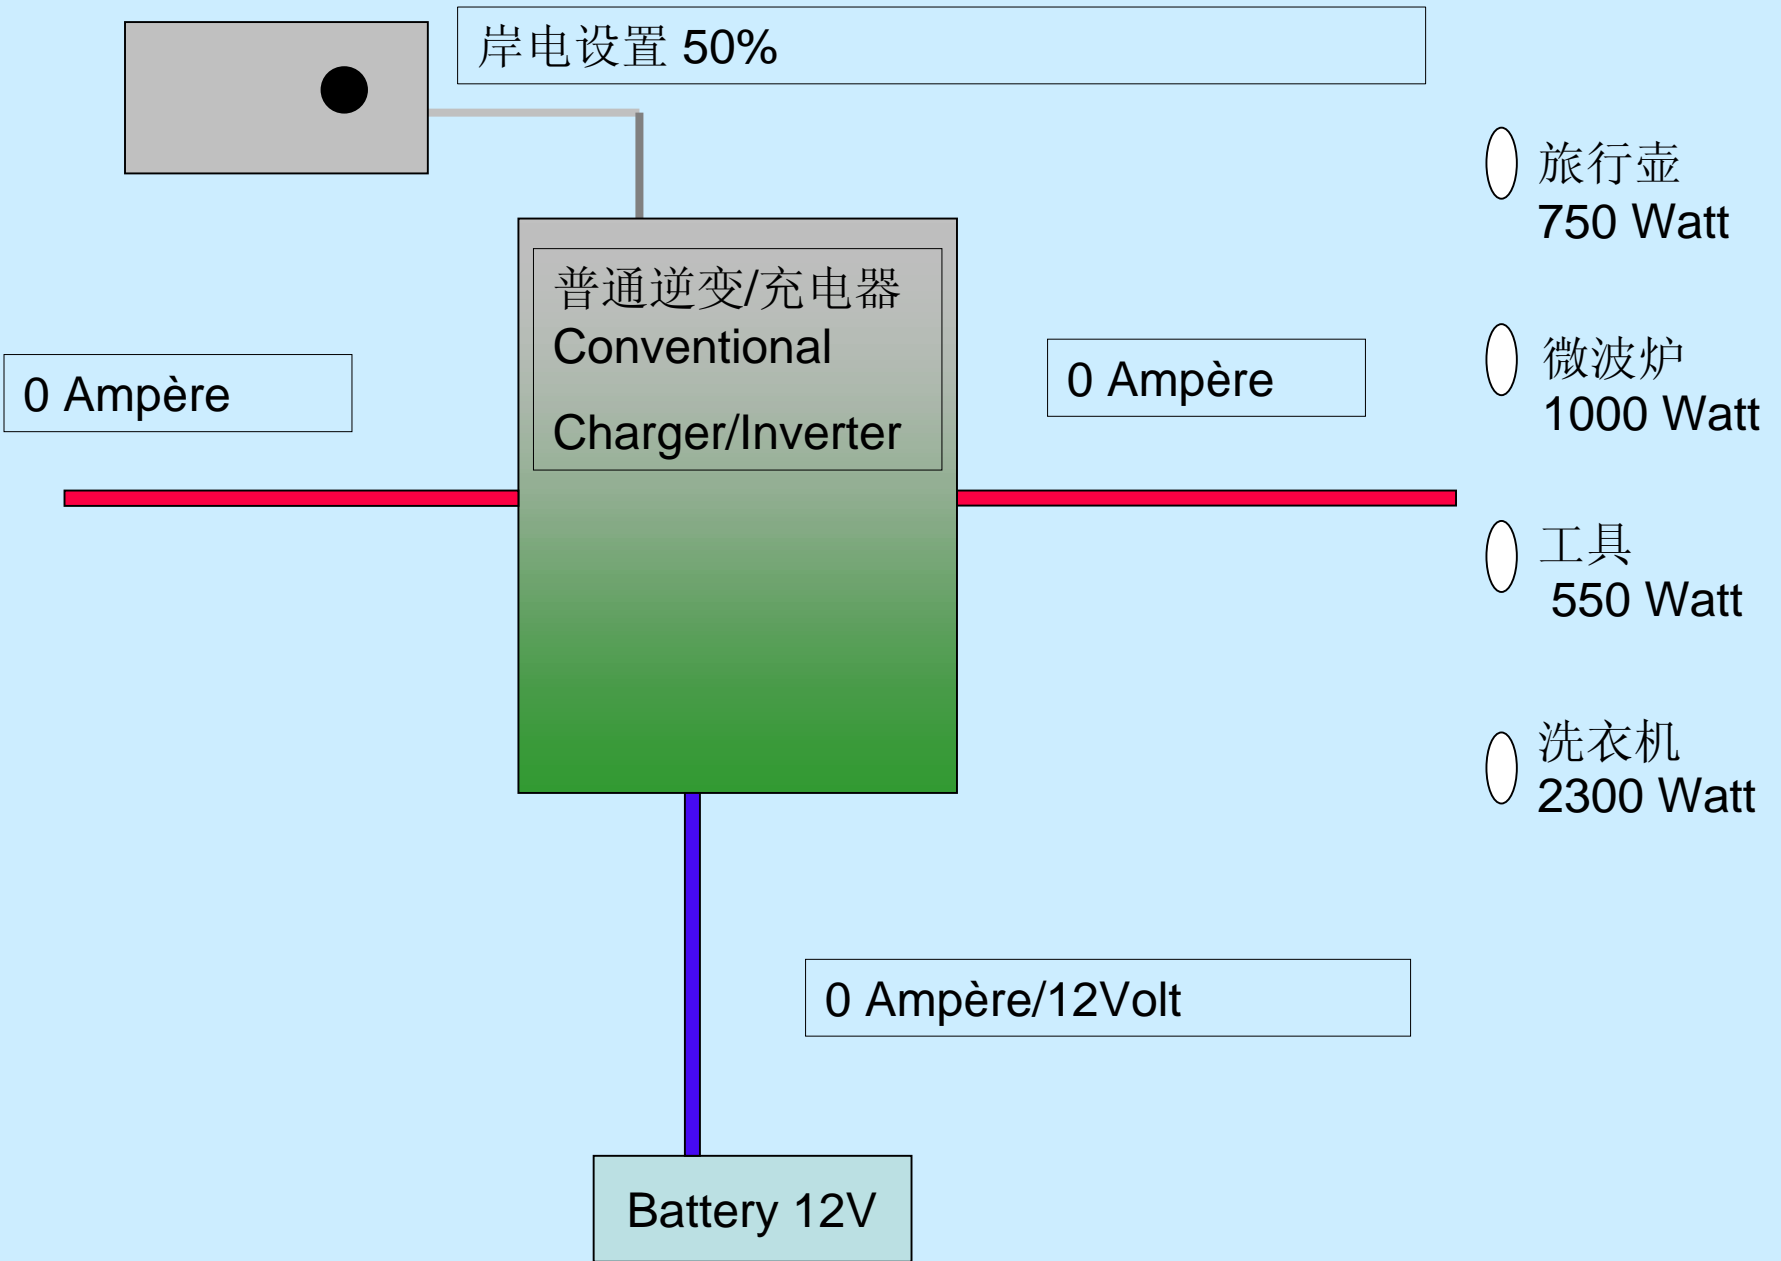 岸电设置 50%
旅行壶
750 Watt
普通逆变/充电器
Conventional
Charger/Inverter
0 Ampère
0 Ampère
微波炉
1000 Watt
工具
550 Watt
洗衣机
2300 Watt
0 Ampère/12Volt
Battery 12V